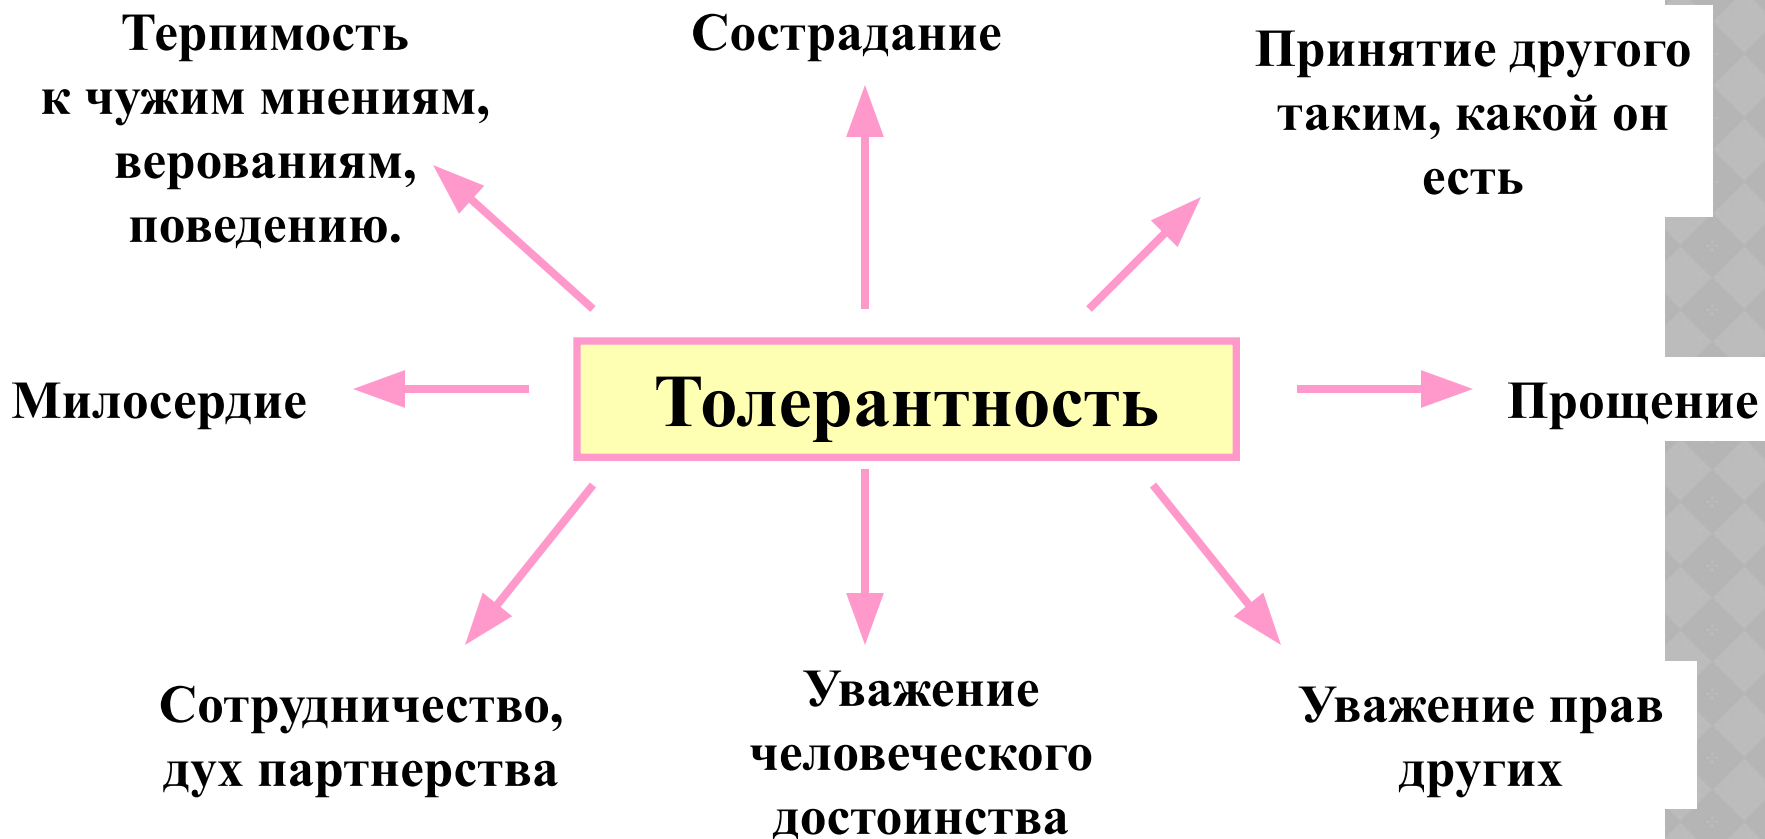 Терпимость
к чужим мнениям,
верованиям,
поведению.
Сострадание
Принятие другого
таким, какой он
есть
Милосердие
Толерантность
Прощение
Сотрудничество,
дух партнерства
Уважение
человеческого
достоинства
Уважение прав
других